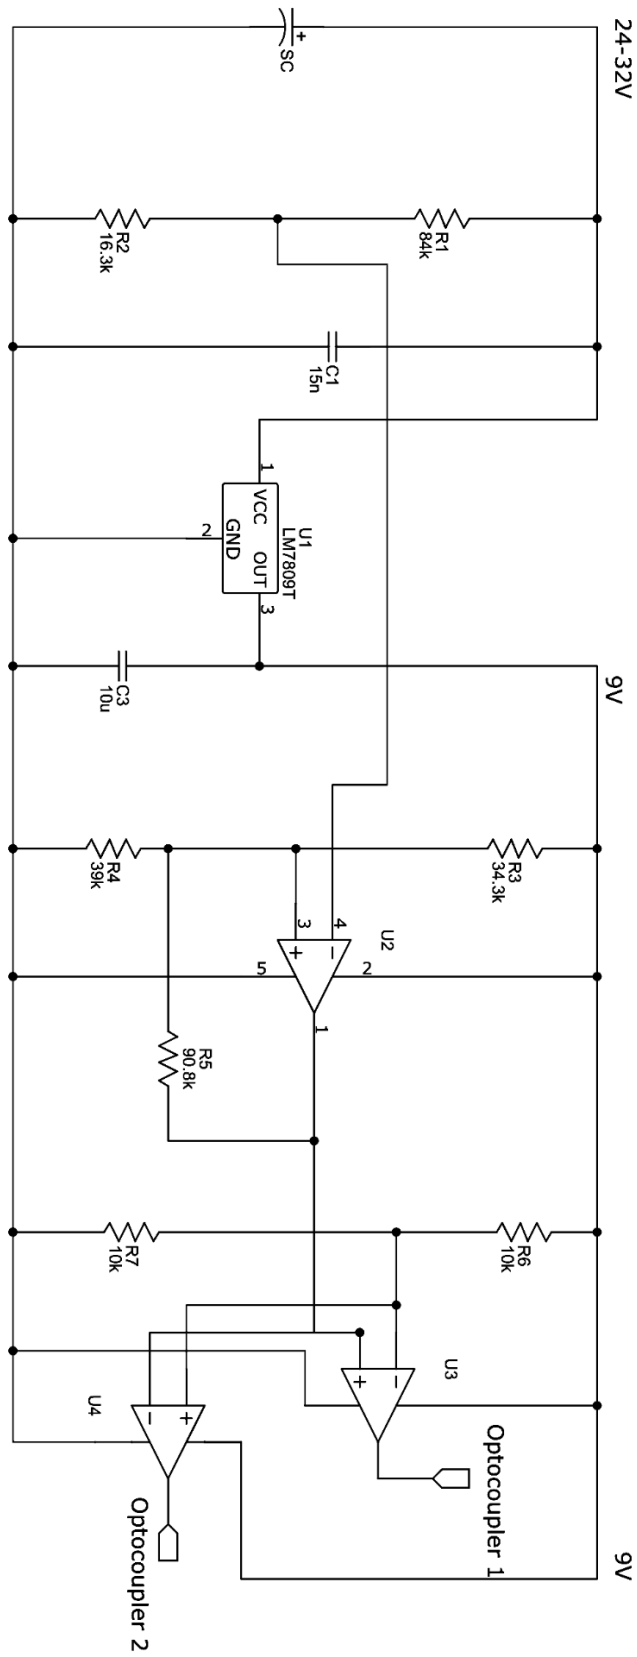 24-32V
+
SC
R1
84k
R2
16.3k
C1
15n
1
VCC
U1
LM7809T
2
GND
OUT
3
9V
C3
10u
R3
34.3k
R4
39k
U2
4
3
−
+
2
5
1
R5
90.8k
R6
10k
R7
10k
U3
−
+
U4
+
−
Optocoupler 1
Optocoupler 2
9V